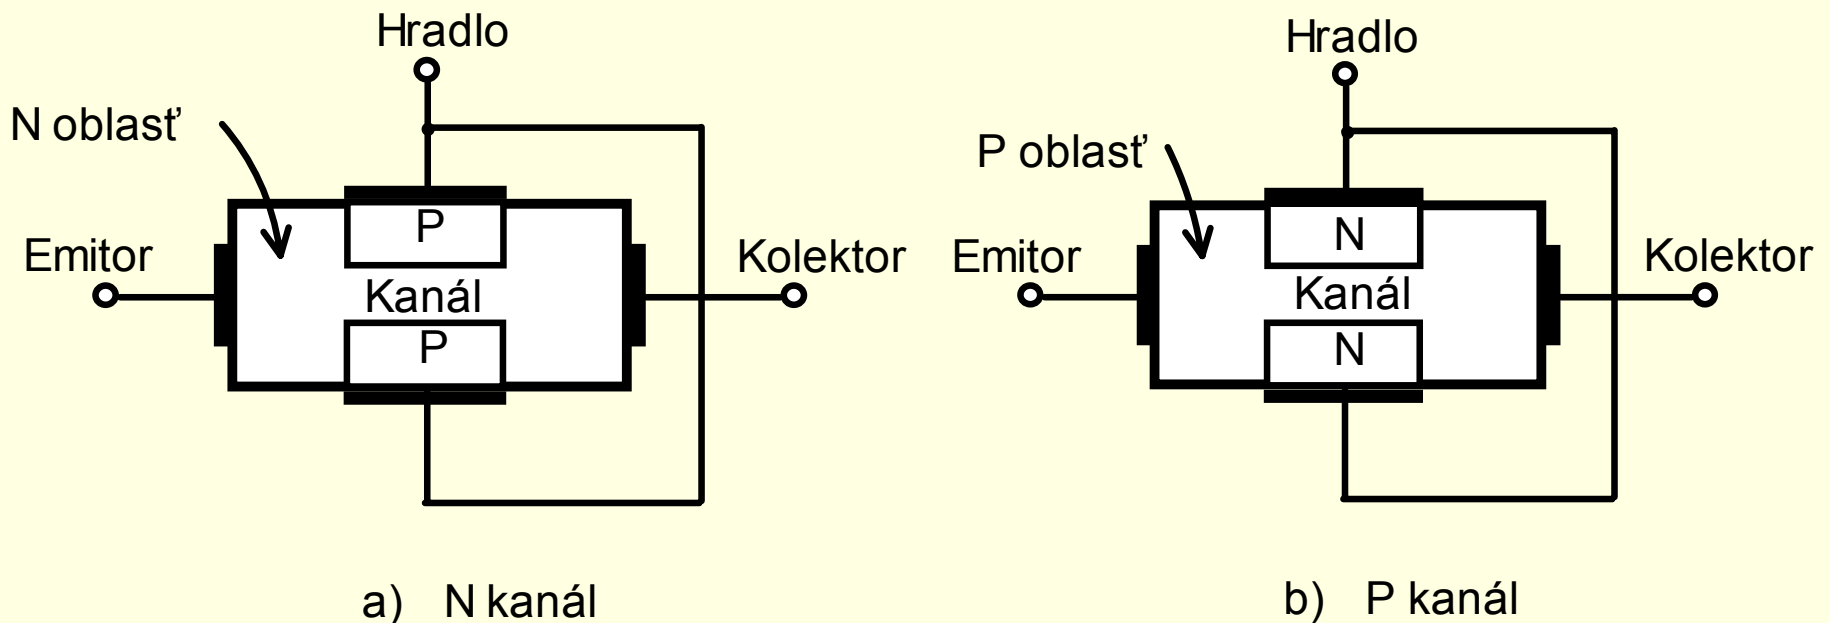 Hradlo
N oblasť
P
Emitor
Kolektor
Kanál
P
a) N kanál
Hradlo
P oblasť
N
Emitor
Kolektor
Kanál
N
b) P kanál